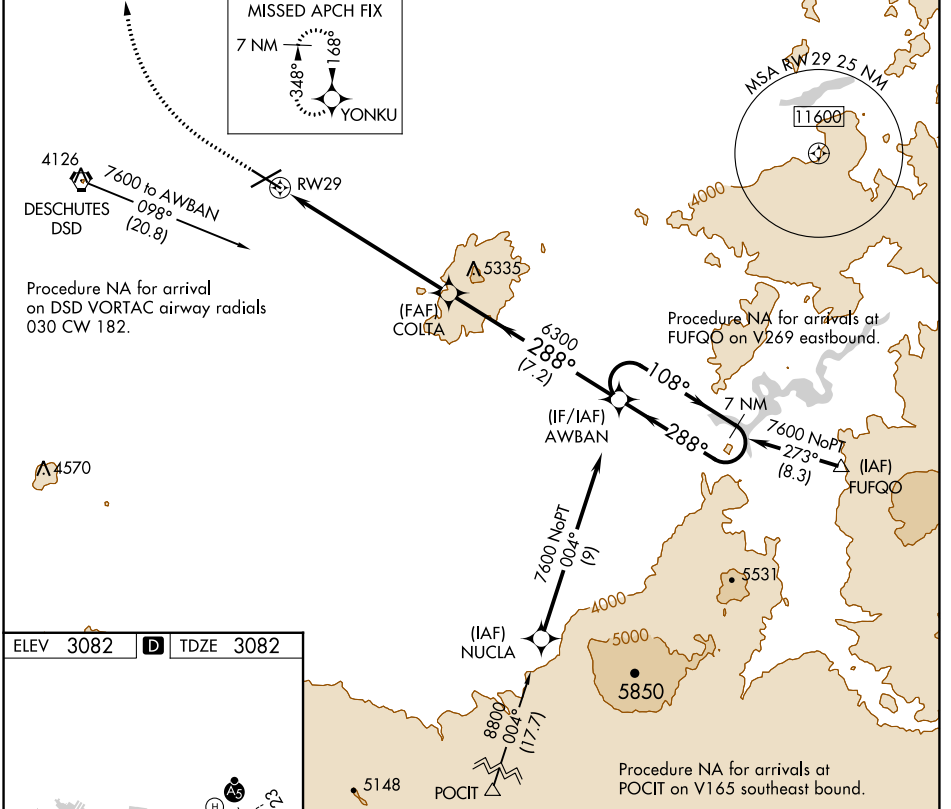 MISSED APCH FIX
7 NM
348°
168°
YONKU
MSA RW29 25 NM
11600
4126
DESCHUTES
DSD
7600 to AWBAN
098°
(20.8)
RW29
4000
Procedure NA for arrival
on DSD VORTAC airway radials
030 CW 182.
5335
(FAF)
COLTA
6300
288°
(7.2)
Procedure NA for arrivals at
FUFQO on V269 eastbound.
108°
7 NM
288°
(IF/IAF)
AWBAN
7600 NoPT
273°
(8.3)
(IAF)
FUFQO
4570
7600 NoPT
004°
(9)
5531
4000
(IAF)
NUCLA
5000
5850
ELEV 3082
D
TDZE 3082
8800
004°
(17.7)
5148
POCIT
Procedure NA for arrivals at
POCIT on V165 southeast bound.
A5
H
23